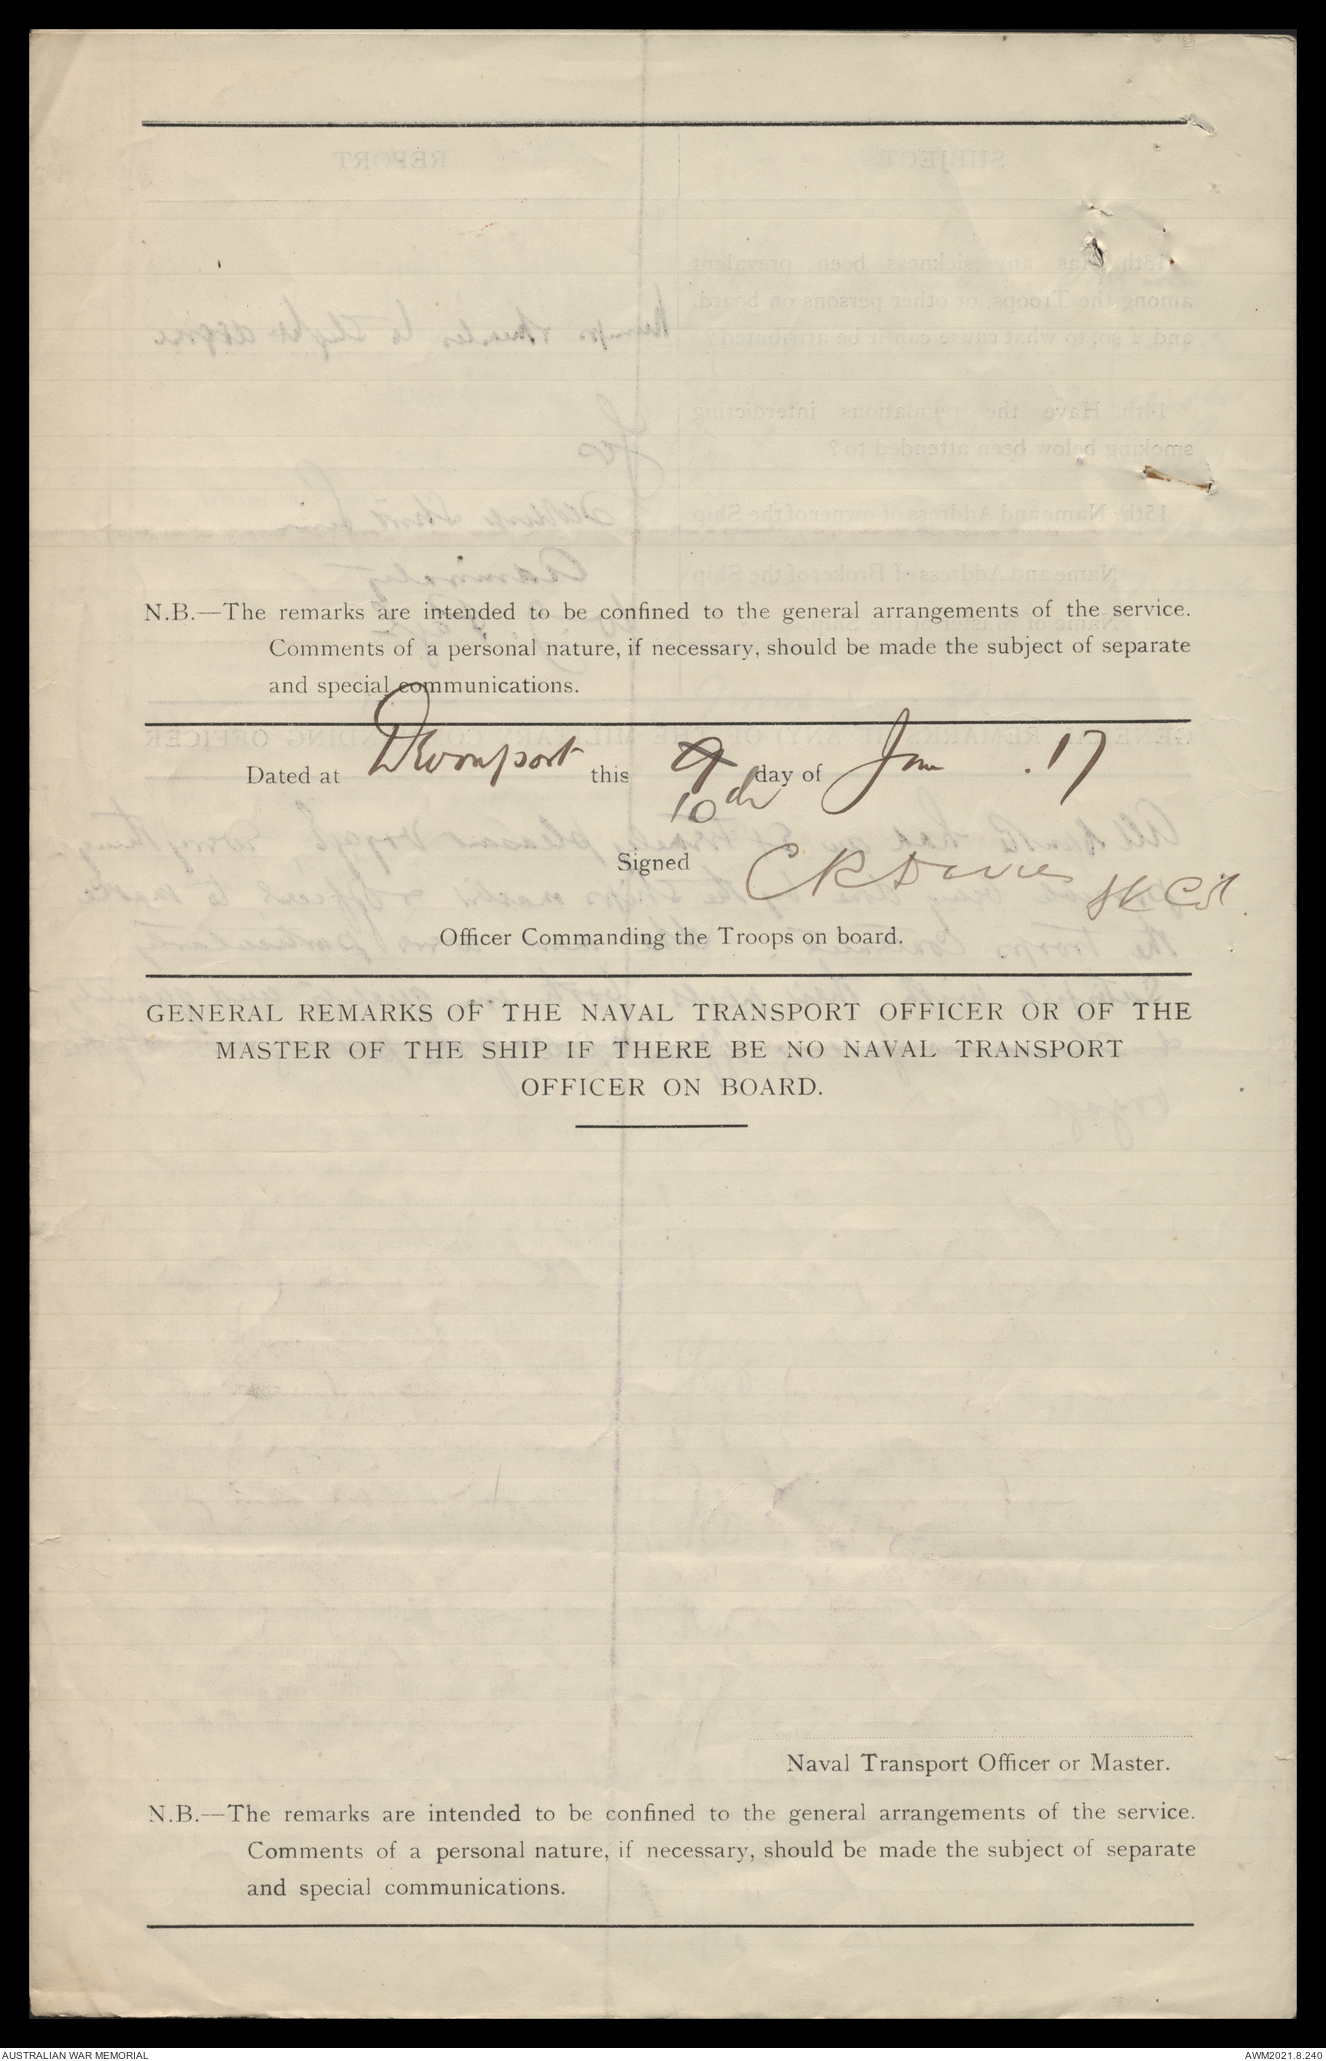 N.B.—The remarks are intended to be confined to the general arrangements of the service.
Comments of a personal nature, if necessary, should be made the subject of separate
and special communications.
Dated at Devonport this 9 day of Jan . 17
10th
Signed C R Davies Lt Col.
Officer Commanding the Troops on board.
GENERAL REMARKS OF THE NAVAL TRANSPORT OFFICER OR OF THE
MASTER OF THE SHIP IF THERE BE NO NAVAL TRANSPORT
OFFICER ON BOARD.
Naval Transport Officer or Master.
N.B.—The remarks are intended to be confined to the general arrangements of the service.
Comments of a personal nature, if necessary, should be made the subject of separate
and special communications.
AUSTRALIAN WAR MEMORIAL
AWM2021.8.240